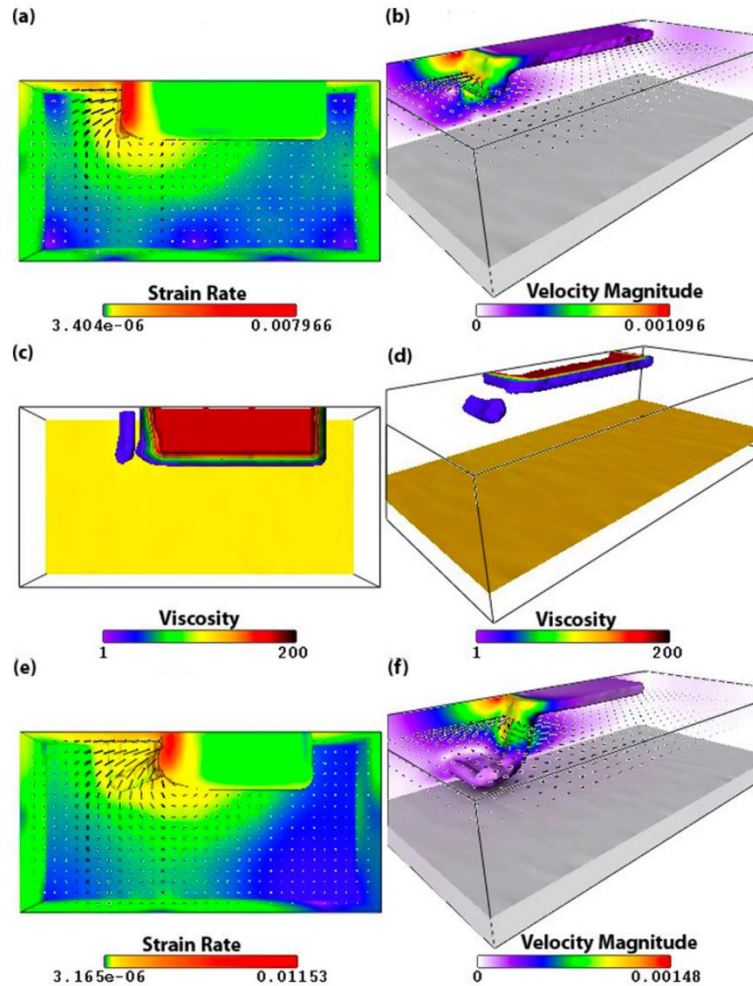 (a)
(b)
Strain Rate
3.404e-06 0.007966
Velocity Magnitude
0 0.001096
(c)
(d)
Viscosity
1 200
Viscosity
1 200
(e)
(f)
Strain Rate
3.165e-06 0.01153
Velocity Magnitude
0 0.00148